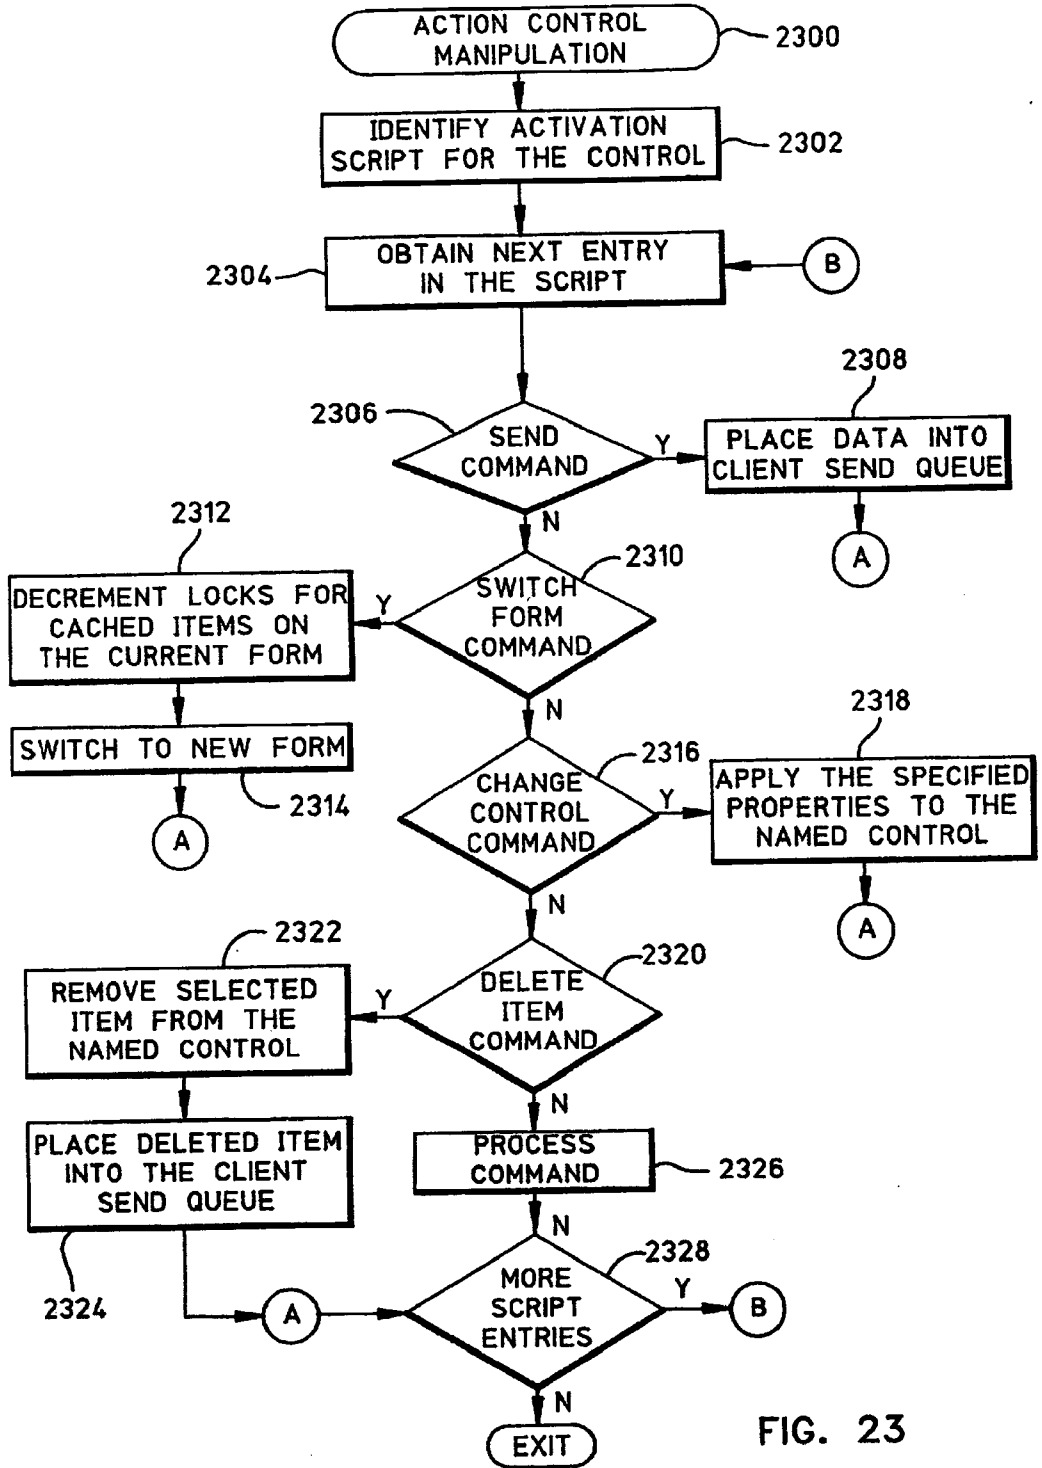 ACTION CONTROL
MANIPULATION
2300
IDENTIFY ACTIVATION
SCRIPT FOR THE CONTROL
2302
OBTAIN NEXT ENTRY
IN THE SCRIPT
2304
B
2306
SEND
COMMAND
Y
N
2308
PLACE DATA INTO
CLIENT SEND QUEUE
A
2310
SWITCH
FORM
COMMAND
Y
N
2312
DECREMENT LOCKS FOR
CACHED ITEMS ON
THE CURRENT FORM
SWITCH TO NEW FORM
2314
A
2316
CHANGE
CONTROL
COMMAND
Y
N
2318
APPLY THE SPECIFIED
PROPERTIES TO THE
NAMED CONTROL
A
2320
DELETE
ITEM
COMMAND
Y
N
2322
REMOVE SELECTED
ITEM FROM THE
NAMED CONTROL
PLACE DELETED ITEM
INTO THE CLIENT
SEND QUEUE
2324
PROCESS
COMMAND
2326
N
A
2328
MORE
SCRIPT
ENTRIES
Y
B
N
EXIT
FIG. 23